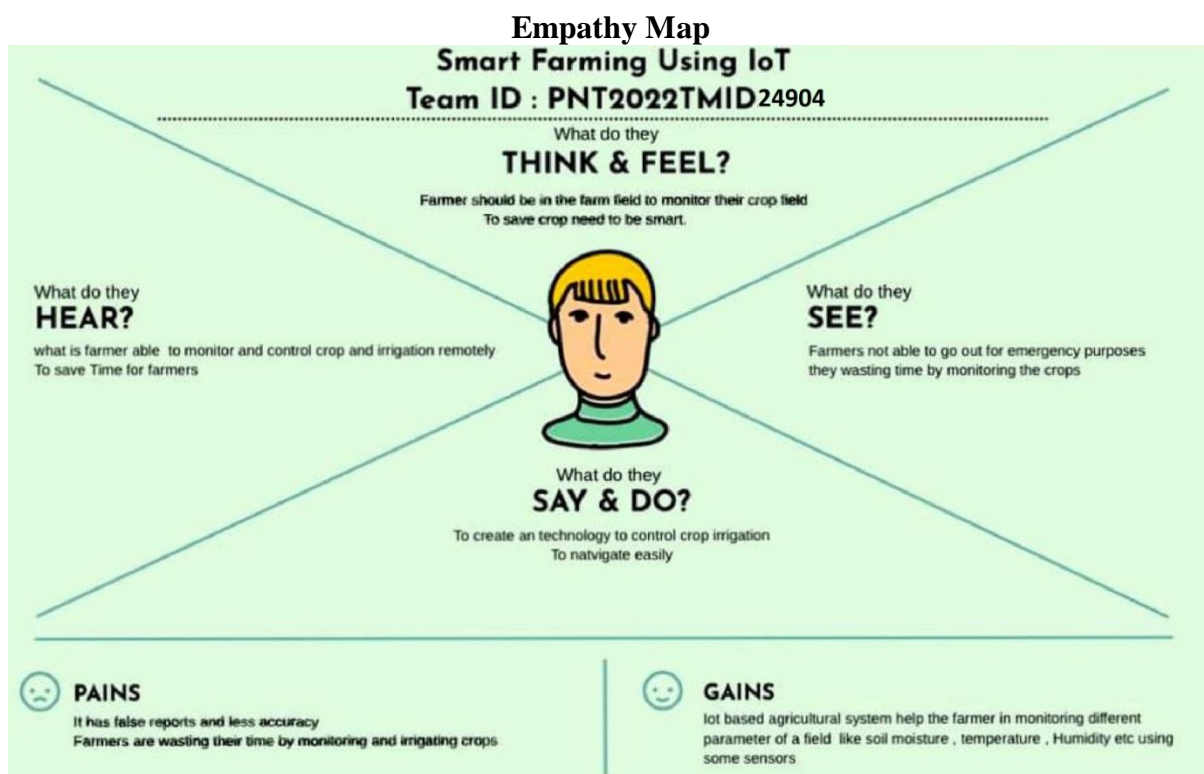 Empathy Map
Smart Farming Using IoT
Team ID : PNT2022TMID24904
What do they
THINK & FEEL?
Farmer should be in the farm field to monitor their crop field
To save crop need to be smart.
What do they
HEAR?
what is farmer able to monitor and control crop and irrigation remotely
To save Time for farmers
What do they
SEE?
Farmers not able to go out for emergency purposes
they wasting time by monitoring the crops
What do they
SAY & DO?
To create an technology to control crop irrigation
To natvigate easily
PAINS
It has false reports and less accuracy
Farmers are wasting their time by monitoring and irrigating crops
GAINS
Iot based agricultural system help the farmer in monitoring different
parameter of a field like soil moisture , temperature , Humidity etc using
some sensors